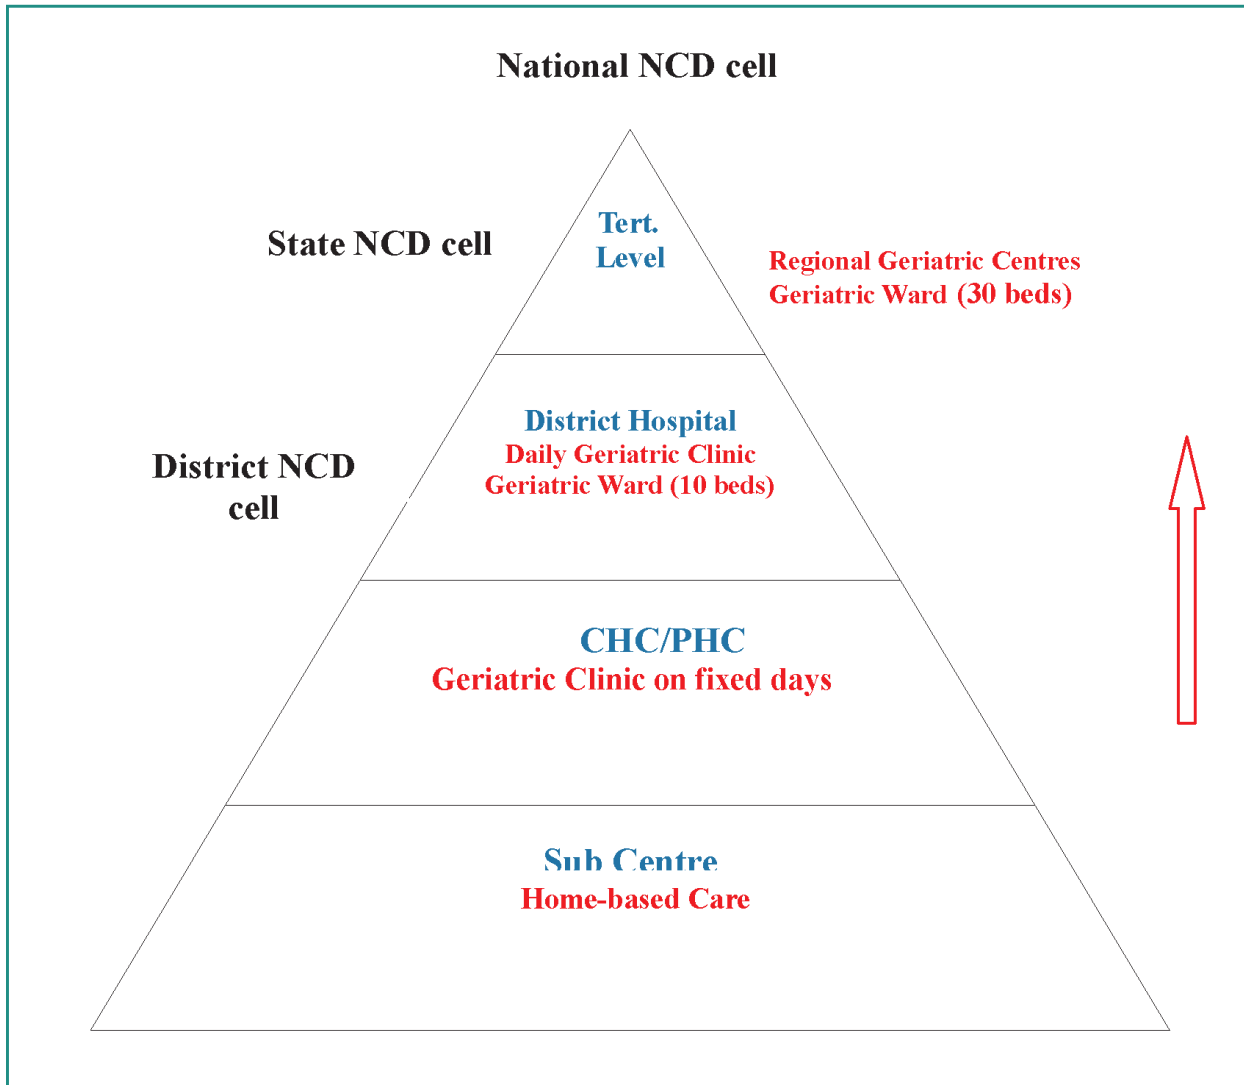 National NCD cell
Tert.
Level
State NCD cell
Regional Geriatric Centres
Geriatric Ward (30 beds)
District Hospital
Daily Geriatric Clinic
Geriatric Ward (10 beds)
District NCD
cell
CHC/PHC
Geriatric Clinic on fixed days
Sub Centre
Home-based Care